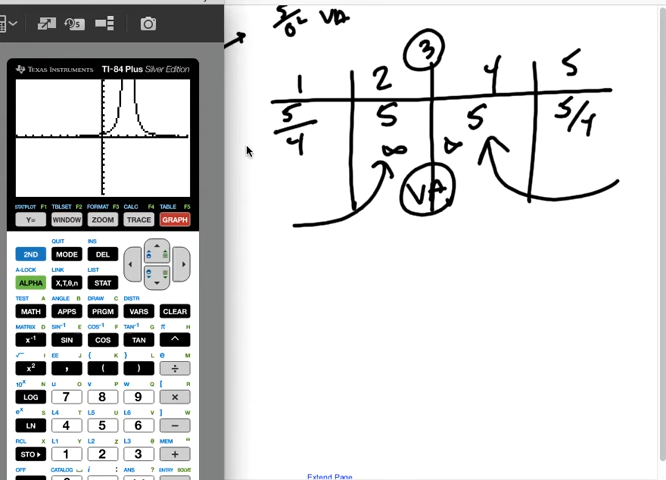 5/0² VA
3
1 2 4 5
5/4 5 5 5/4
∞ ∞
VA
TEXAS INSTRUMENTS TI-84 Plus Silver Edition
STATPLOT F1 TBLSET F2 FORMAT F3 CALC F4 TABLE F5
Y= WINDOW ZOOM TRACE GRAPH
QUIT INS
2ND MODE DEL
A-LOCK LINK LIST
ALPHA X,T,θ,n STAT
TEST A ANGLE B DRAW C DISTR
MATH APPS PRGM VARS CLEAR
MATRIX D SIN⁻¹ E COS⁻¹ F TAN⁻¹ G π H
x⁻¹ SIN COS TAN ^
√ I EE J { K } L e M
x² , ( ) ÷
10ˣ N u O v P w Q [ R
LOG 7 8 9 ×
eˣ S L4 T L5 U L6 V ] W
LN 4 5 6 −
RCL X L1 Y L2 Z L3 θ MEM "
STO▸ 1 2 3 +
OFF CATALOG i : ANS ? ENTRY SOLVE
Extend Page